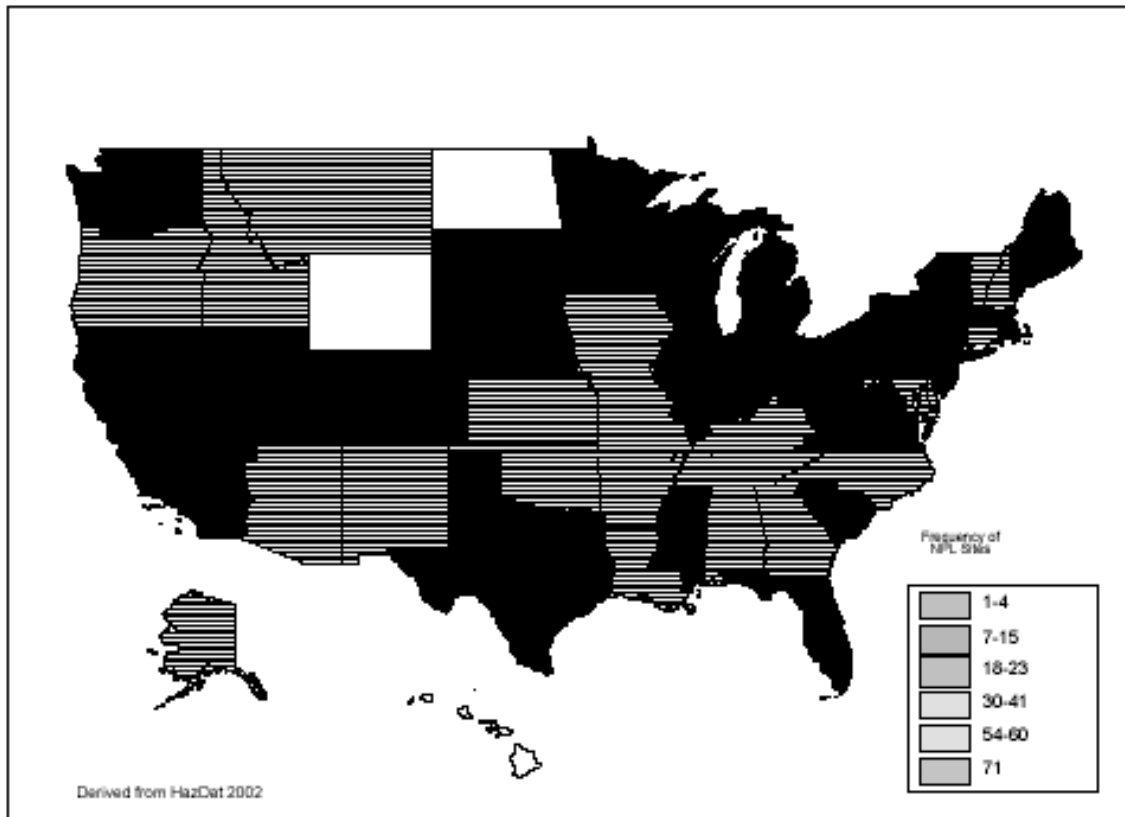 Frequency of
NPL Sites
1-4
7-15
18-23
30-41
54-60
71
Derived from HazDat 2002